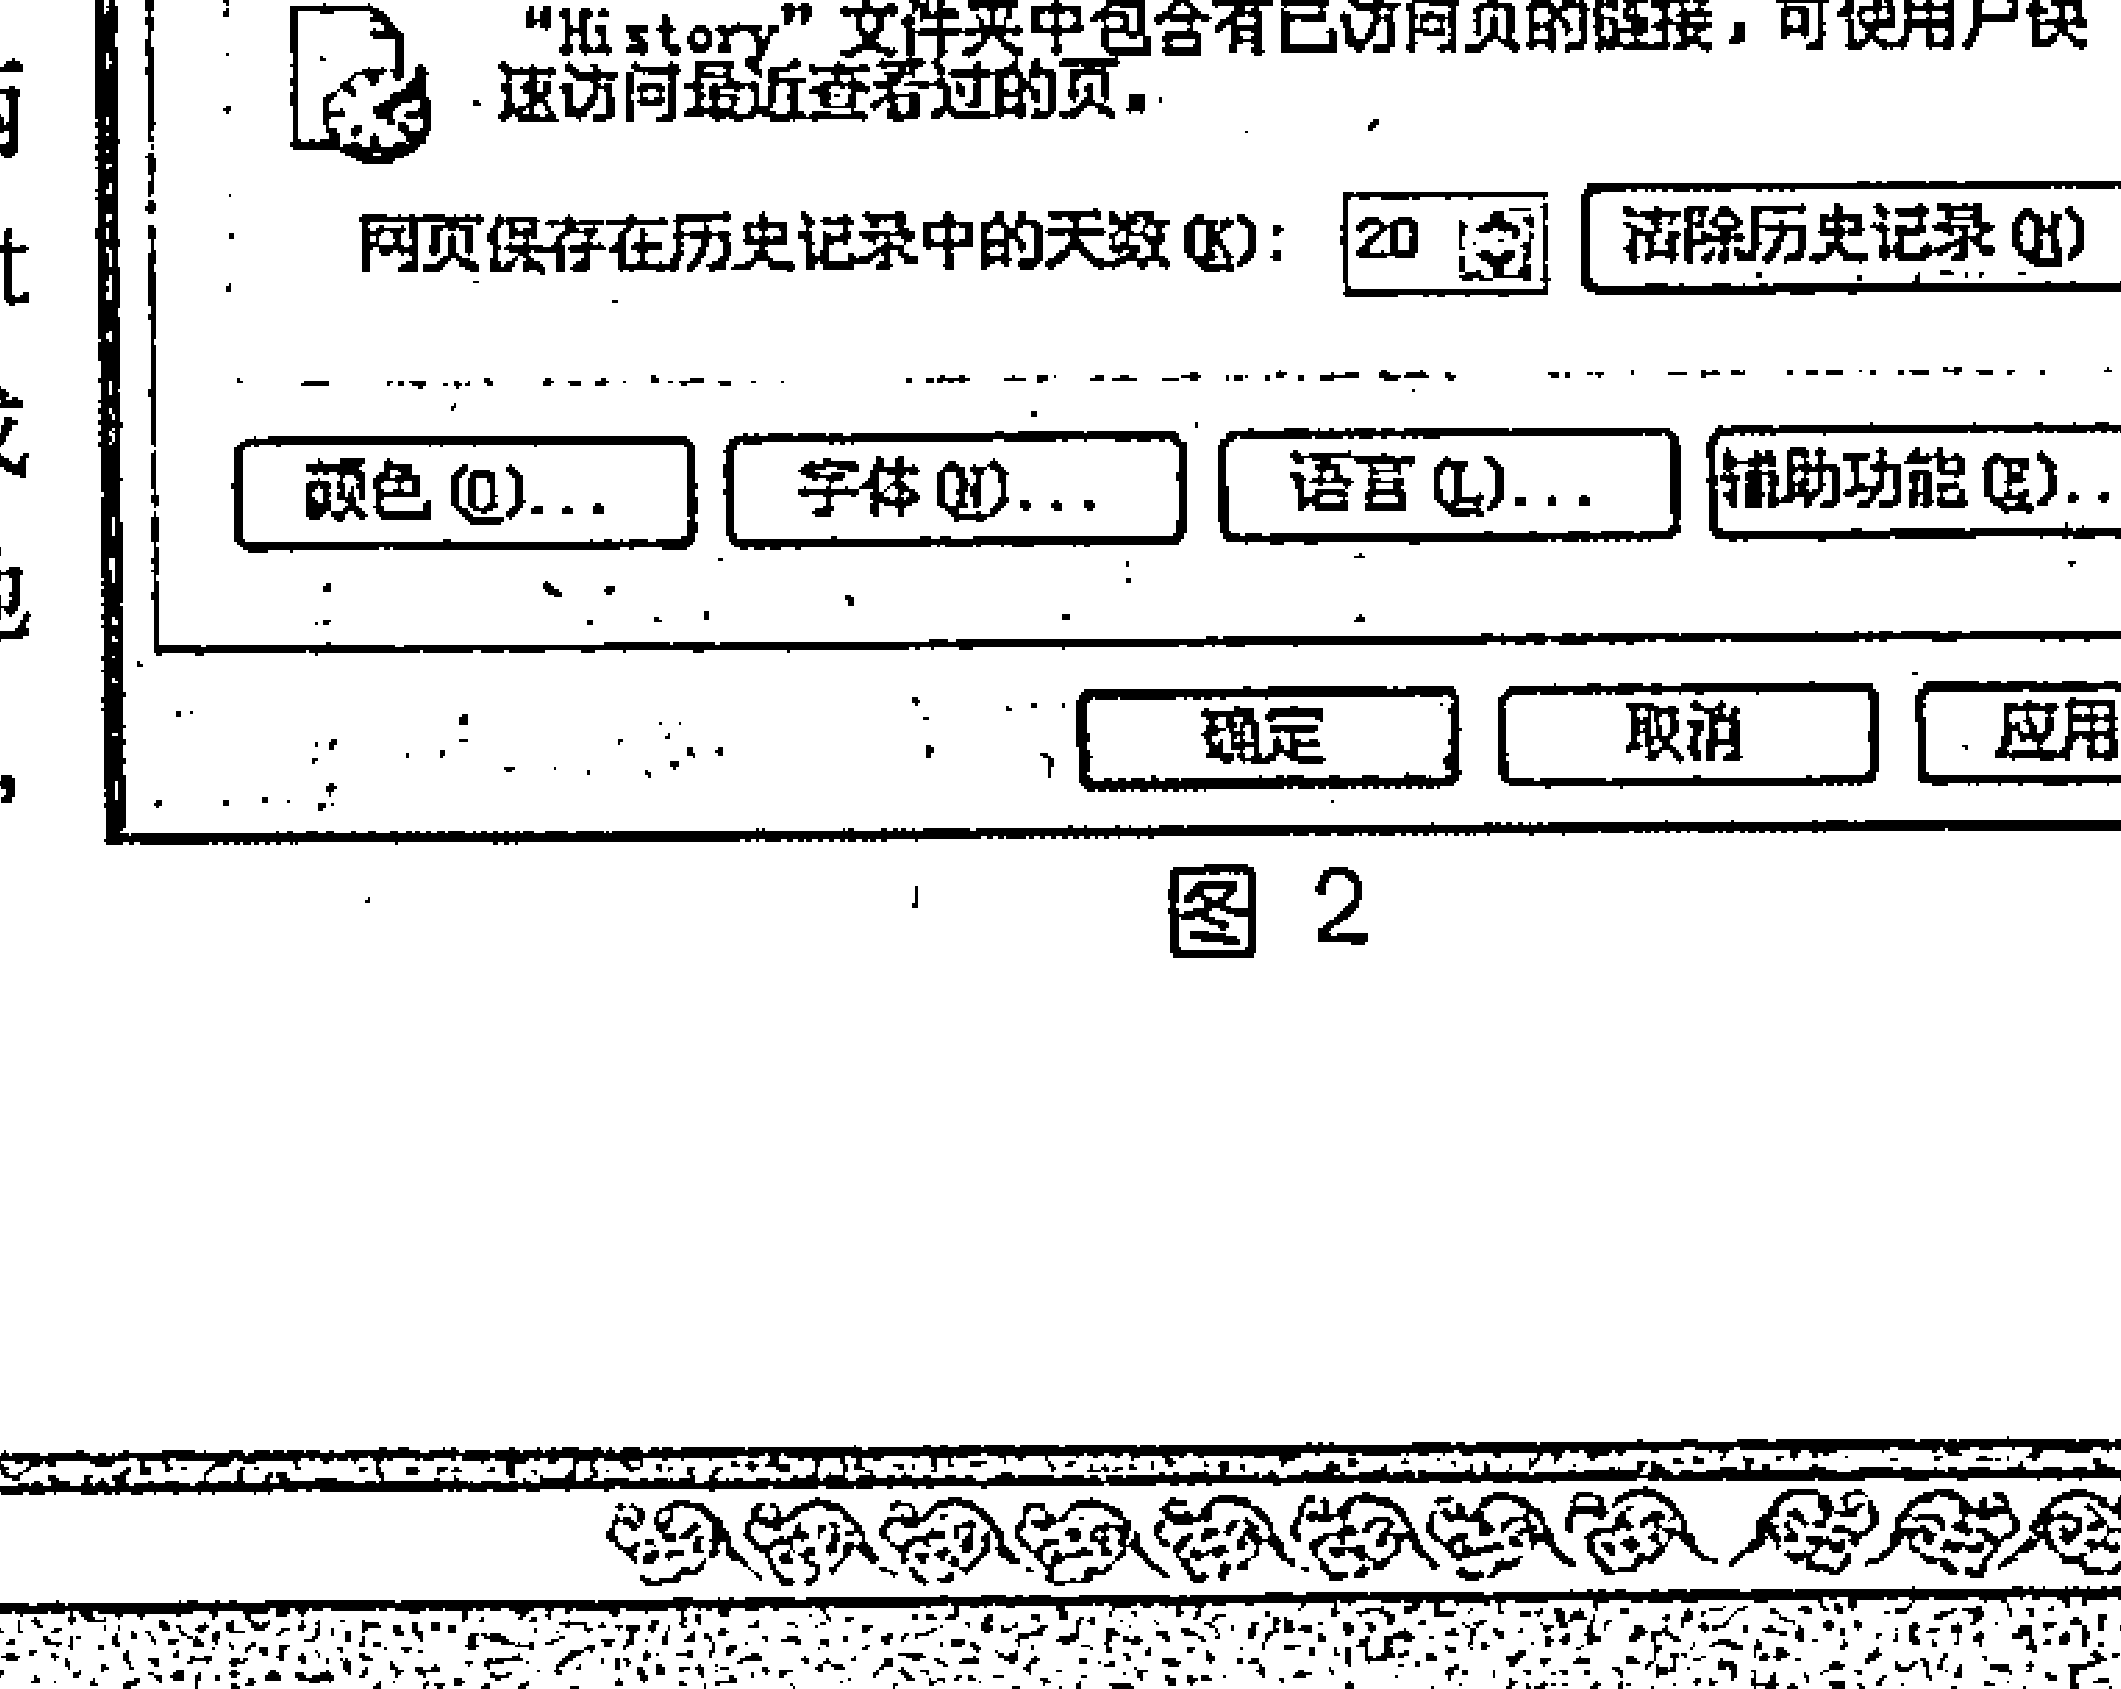 “History”文件夹中包含有已访问页的链接，可使用户快
速访问最近查看过的页。
网页保存在历史记录中的天数(K): 20 清除历史记录(H)
颜色(O)... 字体(N)... 语言(L)... 辅助功能(E)..
确定 取消 应用
图 2